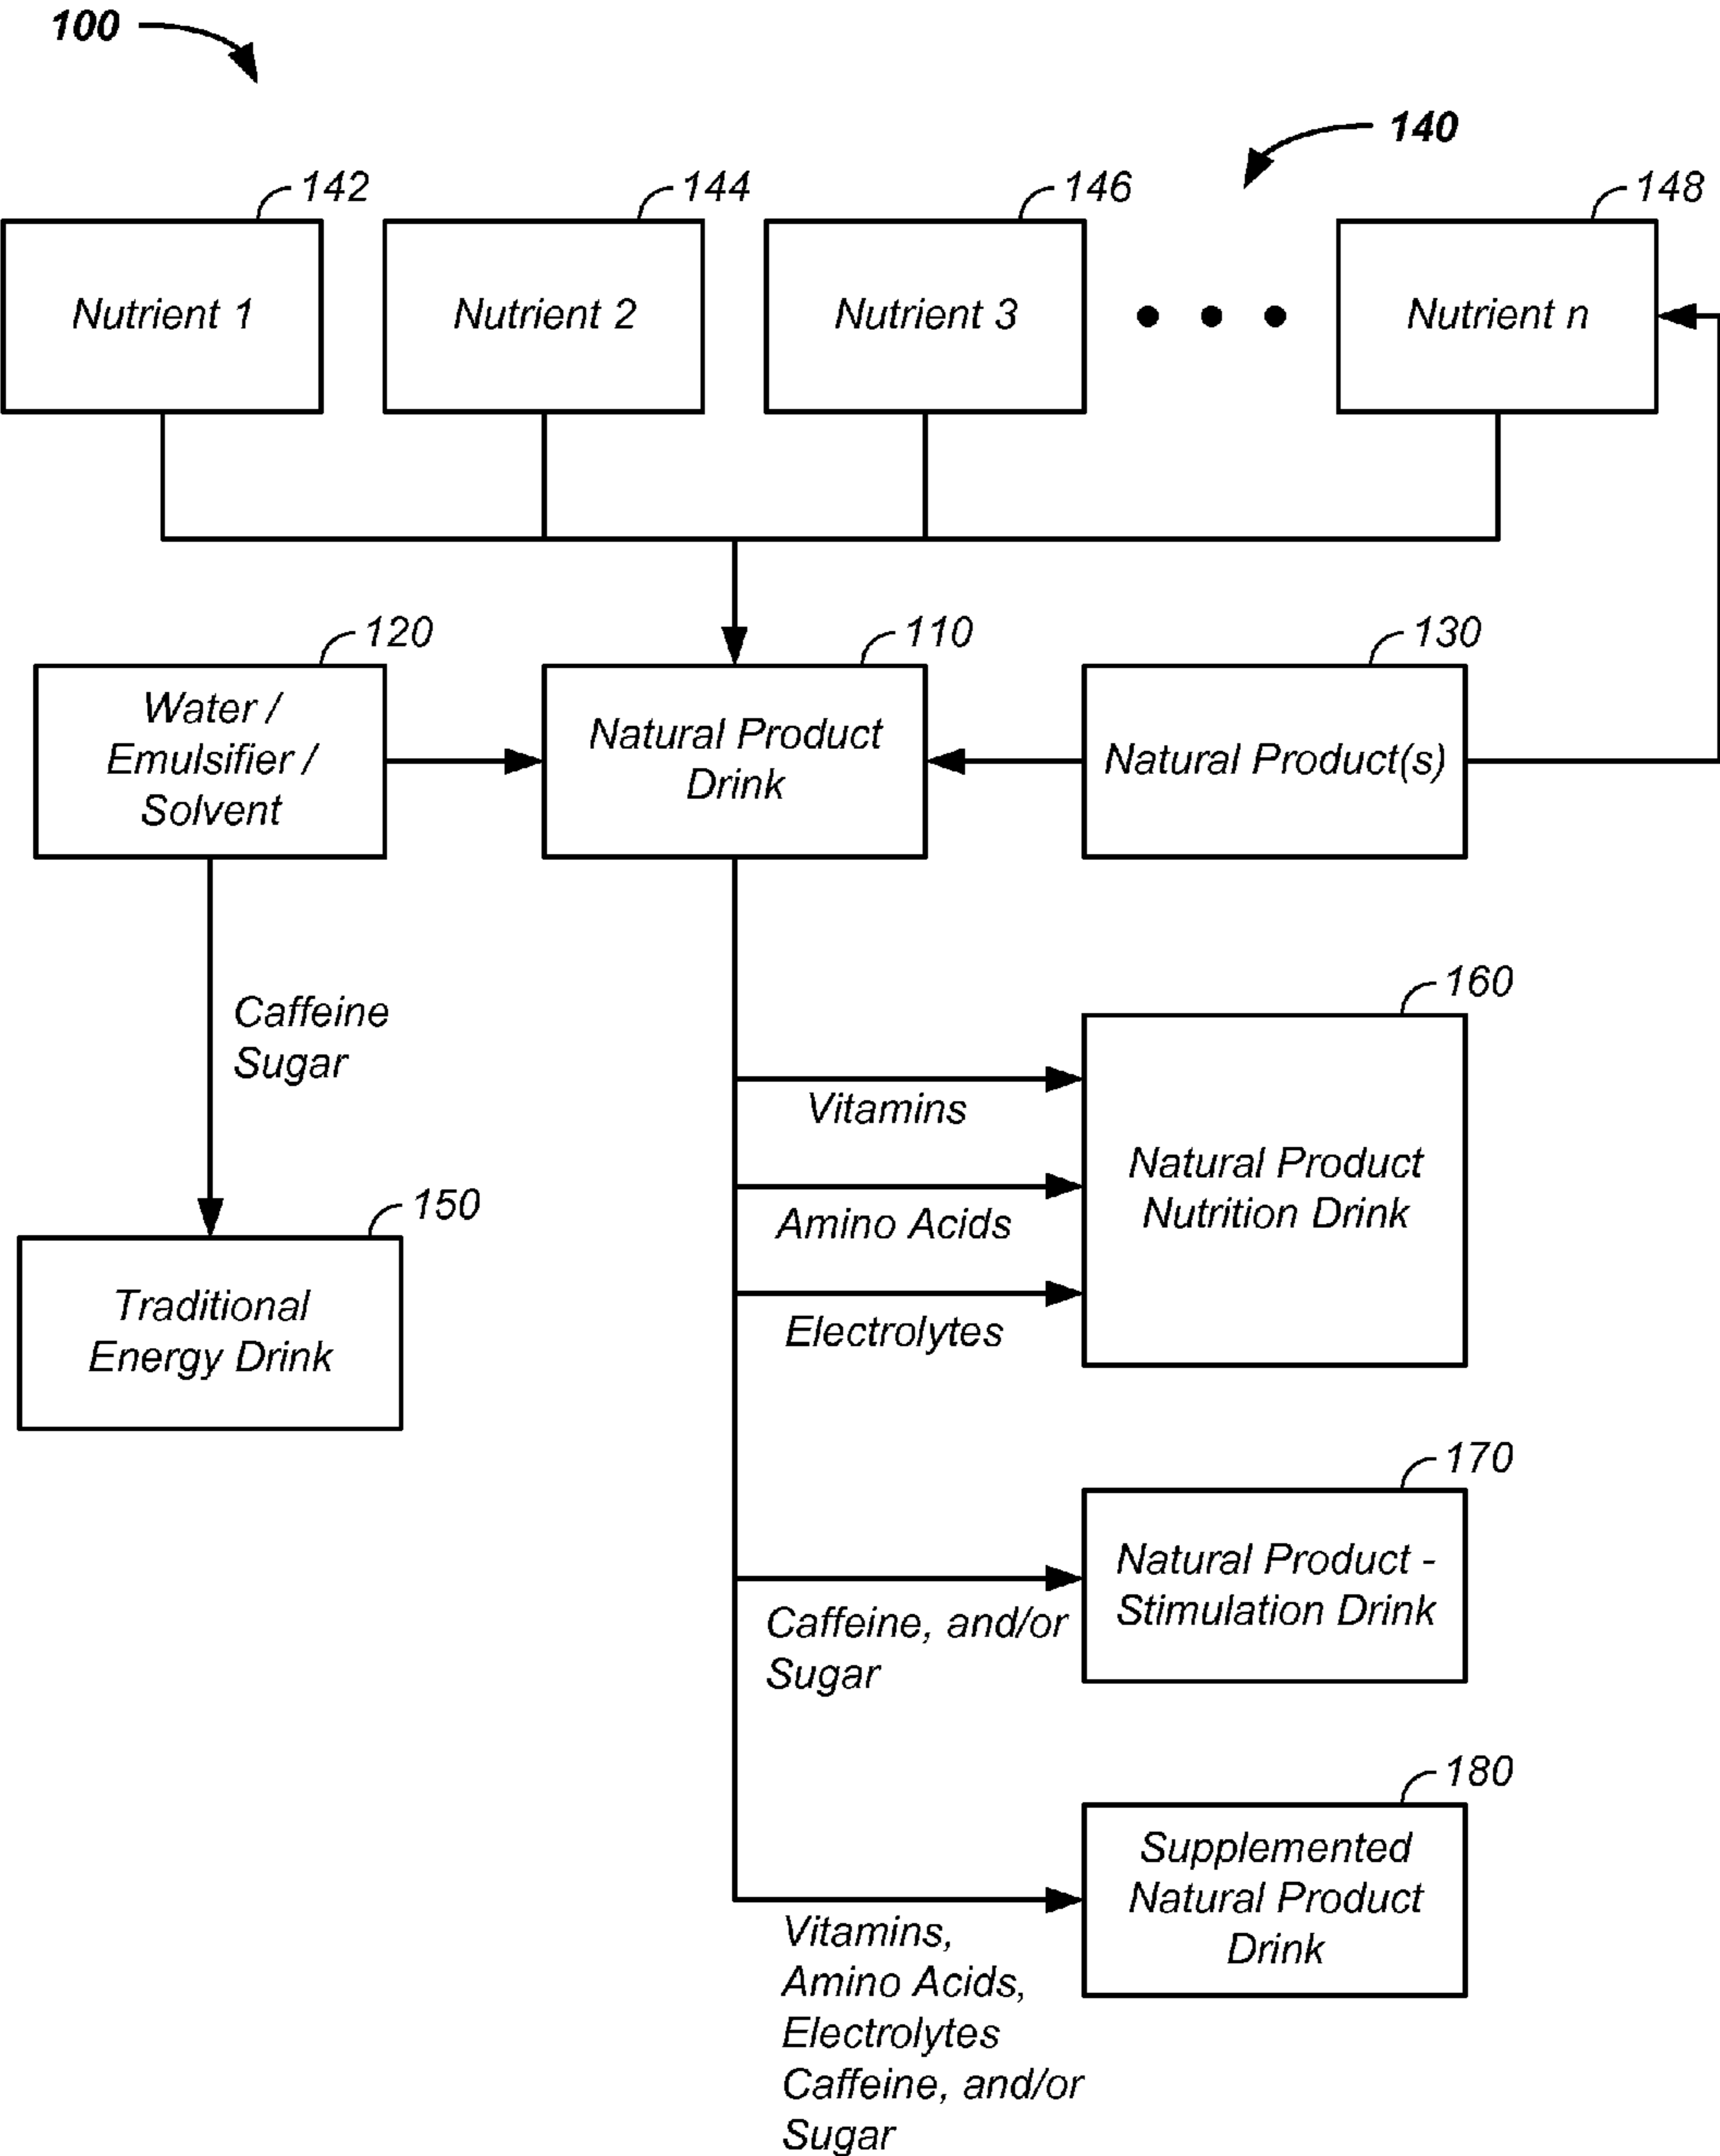 100
140
142
144
146
148
Nutrient 1
Nutrient 2
Nutrient 3
• • •
Nutrient n
120
110
130
Water /
Emulsifier /
Solvent
Natural Product
Drink
Natural Product(s)
Caffeine
Sugar
160
Vitamins
Amino Acids
Electrolytes
Natural Product
Nutrition Drink
150
Traditional
Energy Drink
170
Caffeine, and/or
Sugar
Natural Product -
Stimulation Drink
180
Supplemented
Natural Product
Drink
Vitamins,
Amino Acids,
Electrolytes
Caffeine, and/or
Sugar